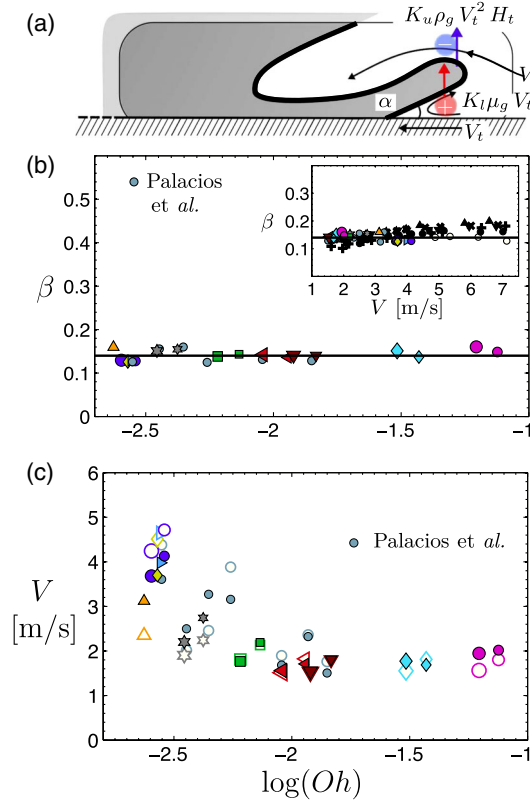 (a)
K_u ρ_g V_t^2 H_t
−
V
α
+
K_l μ_g V_t
V_t
(b)
Palacios
et al.
β
0.5
0.4
0.3
0.2
0.1
0
−2.5
−2
−1.5
−1
β
0.3
0.2
0.1
1
2
3
4
5
6
7
V [m/s]
(c)
Palacios et al.
V
[m/s]
6
5
4
3
2
1
0
−2.5
−2
−1.5
−1
log(Oh)